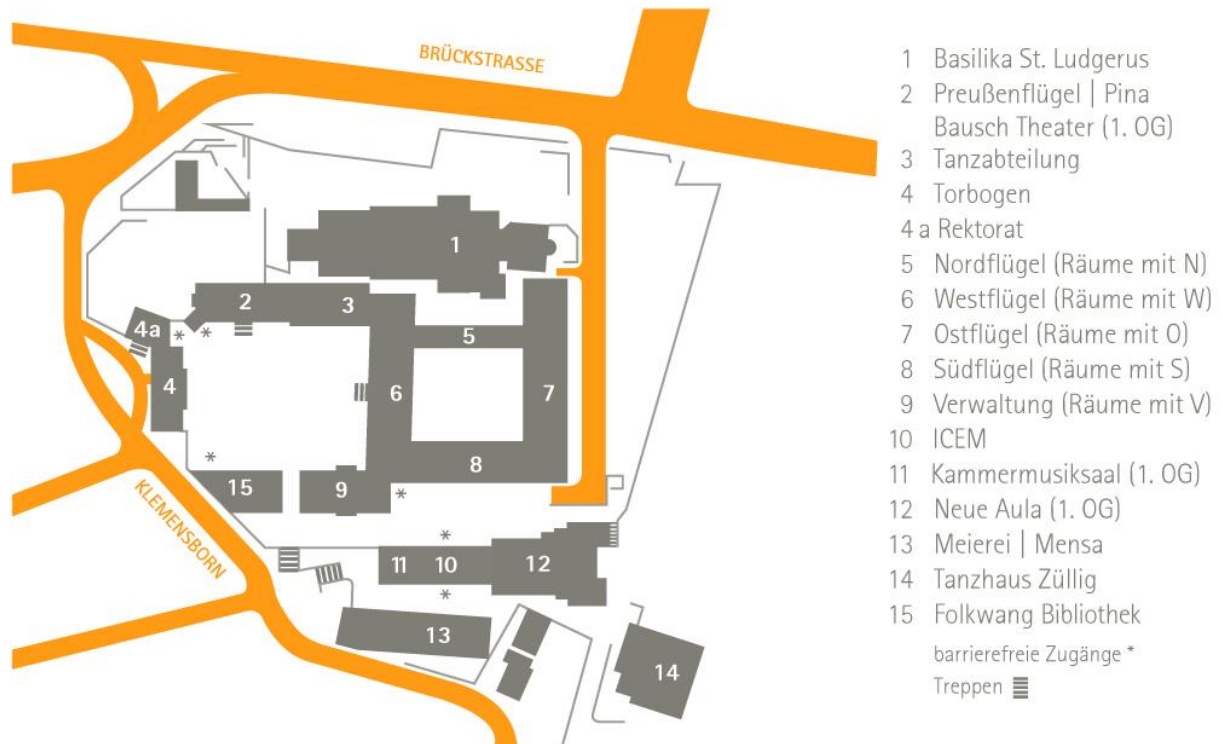 BRÜCKSTRASSE
1
2
3
4a
5
4
6
7
8
*
*
*
15
9
*
KLEMENSBORN
*
11
10
12
*
13
14
1 Basilika St. Ludgerus
2 Preußenflügel | Pina
Bausch Theater (1. OG)
3 Tanzabteilung
4 Torbogen
4 a Rektorat
5 Nordflügel (Räume mit N)
6 Westflügel (Räume mit W)
7 Ostflügel (Räume mit O)
8 Südflügel (Räume mit S)
9 Verwaltung (Räume mit V)
10 ICEM
11 Kammermusiksaal (1. OG)
12 Neue Aula (1. OG)
13 Meierei | Mensa
14 Tanzhaus Züllig
15 Folkwang Bibliothek
barrierefreie Zugänge *
Treppen